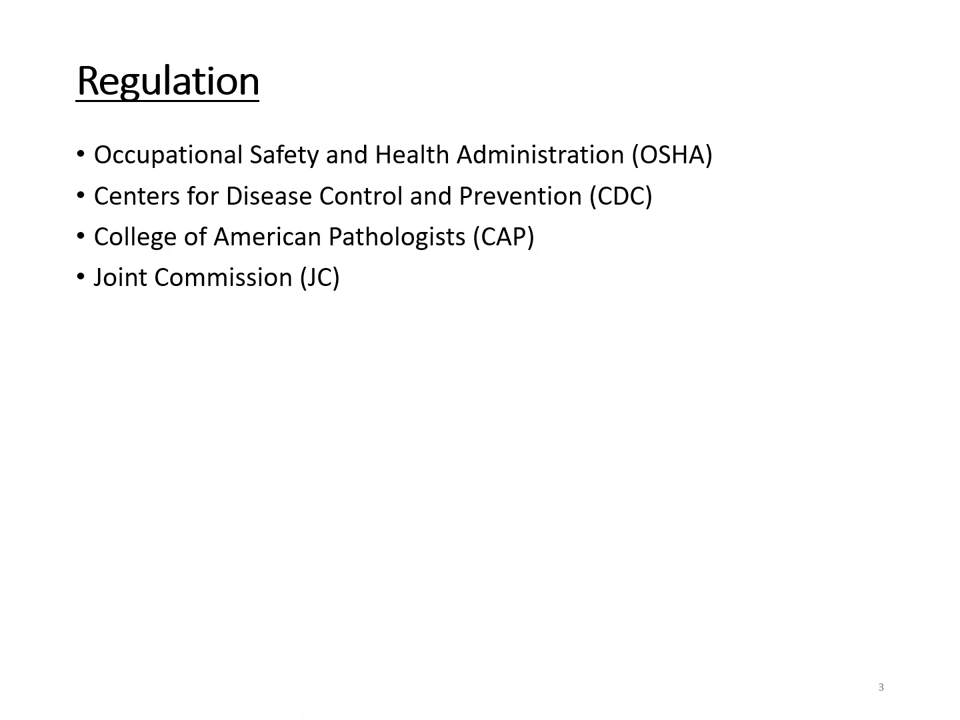 Regulation
• Occupational Safety and Health Administration (OSHA)
• Centers for Disease Control and Prevention (CDC)
• College of American Pathologists (CAP)
• Joint Commission (JC)
3